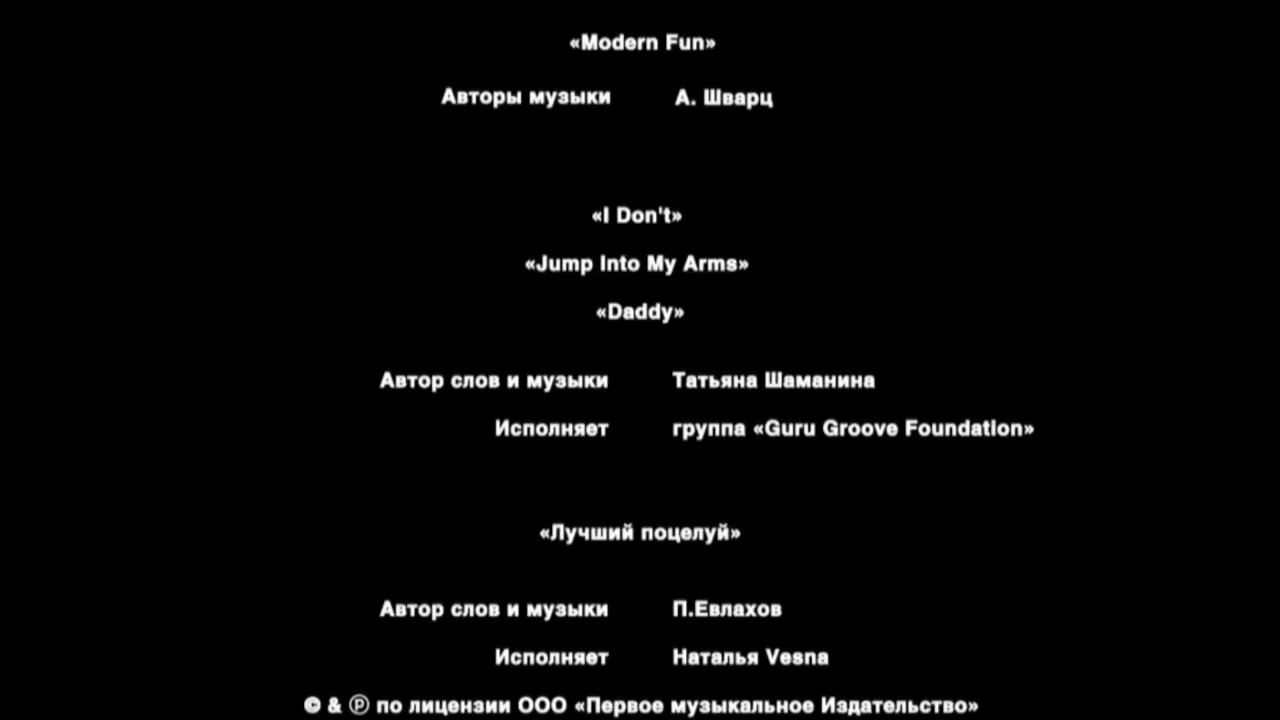 «Modern Fun»
Авторы музыки А. Шварц
«I Don't»
«Jump Into My Arms»
«Daddy»
Автор слов и музыки Татьяна Шаманина
Исполняет группа «Guru Groove Foundation»
«Лучший поцелуй»
Автор слов и музыки П.Евлахов
Исполняет Наталья Vesna
© & ℗ по лицензии ООО «Первое музыкальное Издательство»